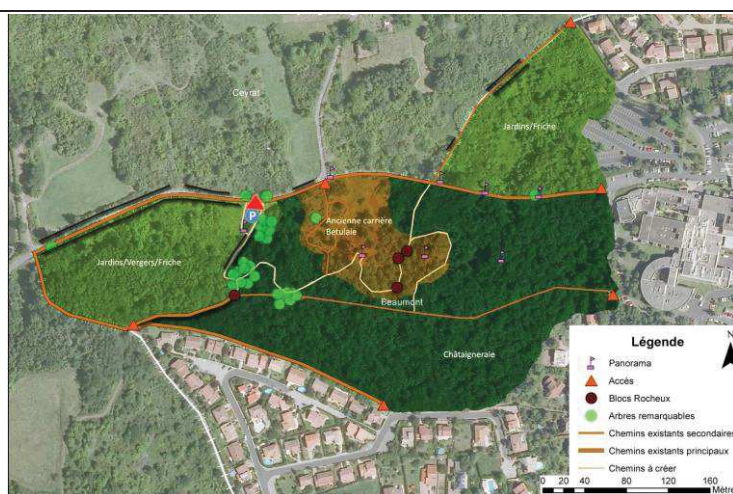 Ceyrat
Jardins/Friche
P
Ancienne carrière
Betulaie
Jardins/Vergers/Friche
Beaumont
Châtaigneraie
N
Légende
Panorama
Accès
Blocs Rocheux
Arbres remarquables
Chemins existants secondaires
Chemins existants principaux
Chemins à créer
0 20 40 80 120 160
Mètre